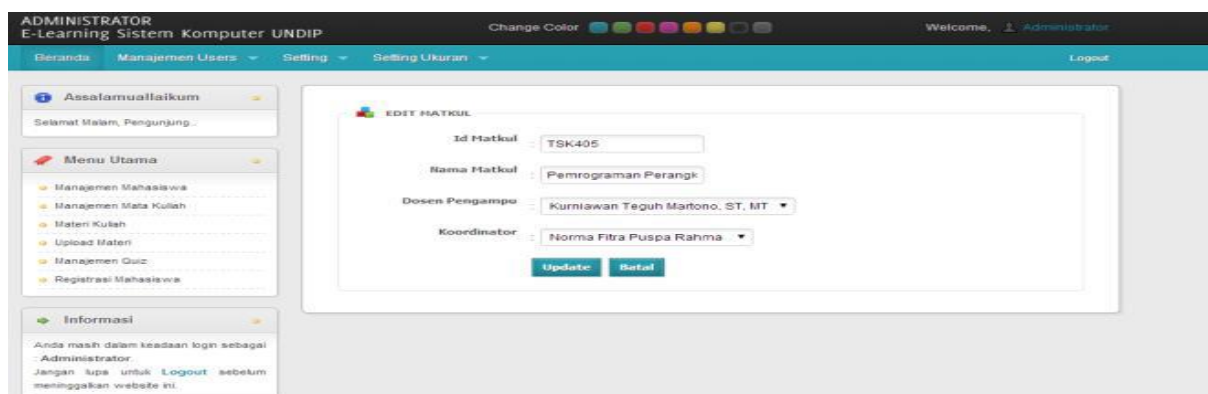 ADMINISTRATOR
E-Learning Sistem Komputer UNDIP
Change Color
Welcome, Administrator
Beranda Manajemen Users Setting Setting Ukuran Logout
Assalamuallaikum
Selamat Malam, Pengunjung..:
Menu Utama
Manajemen Mahasiswa
Manajemen Mata Kuliah
Materi Kuliah
Upload Materi
Manajemen Quiz
Registrasi Mahasiswa
Informasi
Anda masih dalam keadaan login sebagai
: Administrator.
Jangan lupa untuk Logout sebelum
meninggalkan website ini.
EDIT MATKUL
Id Matkul : TSK405
Nama Matkul : Pemrograman Perangk
Dosen Pengampu : Kurniawan Teguh Martono, ST, MT
Koordinator : Norma Fitra Puspa Rahma
Update Batal